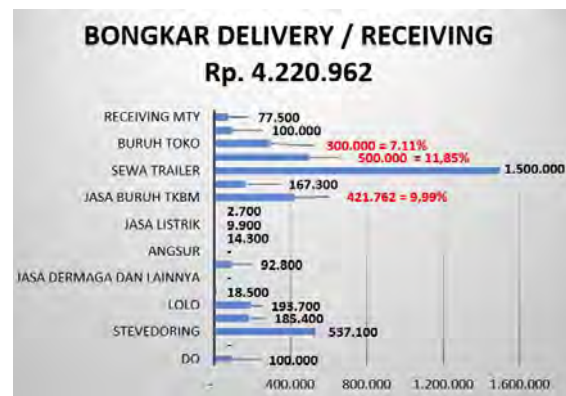 BONGKAR DELIVERY / RECEIVING
Rp. 4.220.962
RECEIVING MTY
77.500
100.000
BURUH TOKO
300.000 = 7.11%
500.000 = 11,85%
SEWA TRAILER
1.500.000
167.300
JASA BURUH TKBM
421.762 = 9,99%
2.700
JASA LISTRIK
9.900
14.300
ANGSUR
-
92.800
JASA DERMAGA DAN LAINNYA
-
18.500
LOLO
193.700
185.400
STEVEDORING
537.100
-
DO
100.000
- 400.000 800.000 1.200.000 1.600.000